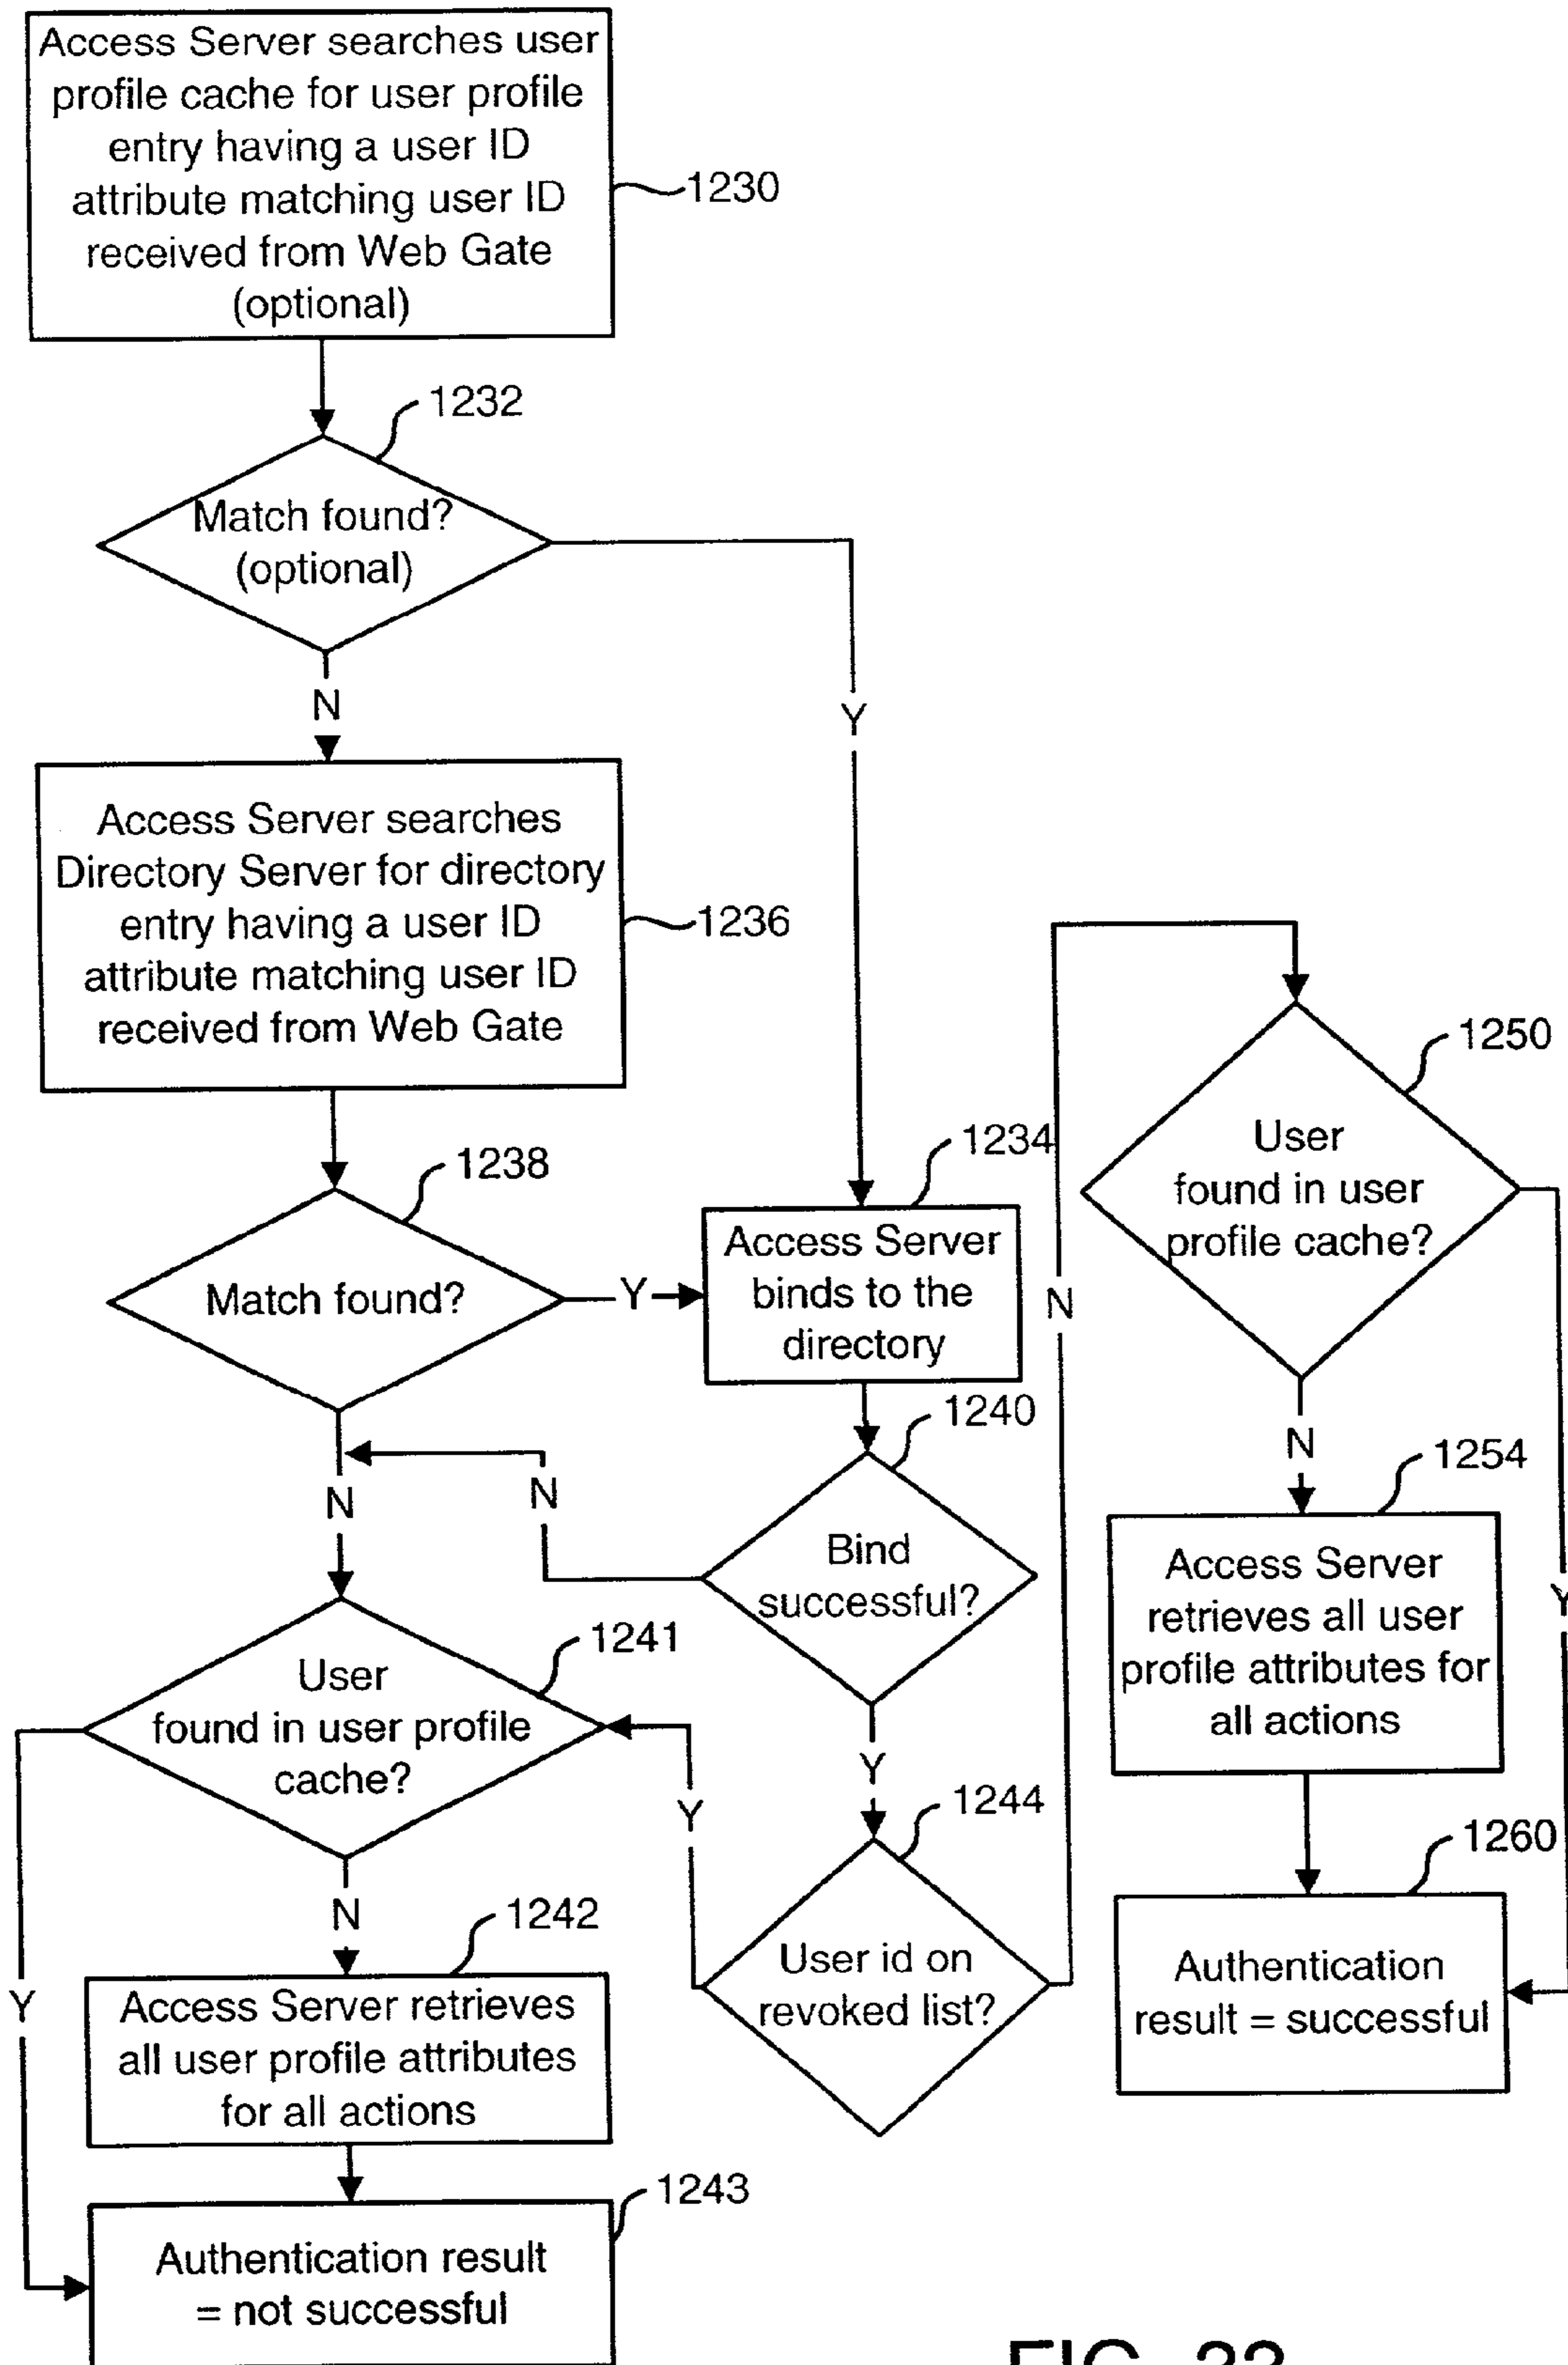 Access Server searches user
profile cache for user profile
entry having a user ID
attribute matching user ID
received from Web Gate
(optional)
1230
1232
Match found?
(optional)
N
Y
Access Server searches
Directory Server for directory
entry having a user ID
attribute matching user ID
received from Web Gate
1236
1238
Match found?
Y
1234
Access Server
binds to the
directory
N
N
1240
Bind
successful?
Y
1241
User
found in user profile
cache?
Y
N
1242
Access Server retrieves
all user profile attributes
for all actions
1243
Authentication result
= not successful
1244
User id on
revoked list?
Y
N
1250
User
found in user
profile cache?
N
Y
1254
Access Server
retrieves all user
profile attributes for
all actions
1260
Authentication
result = successful